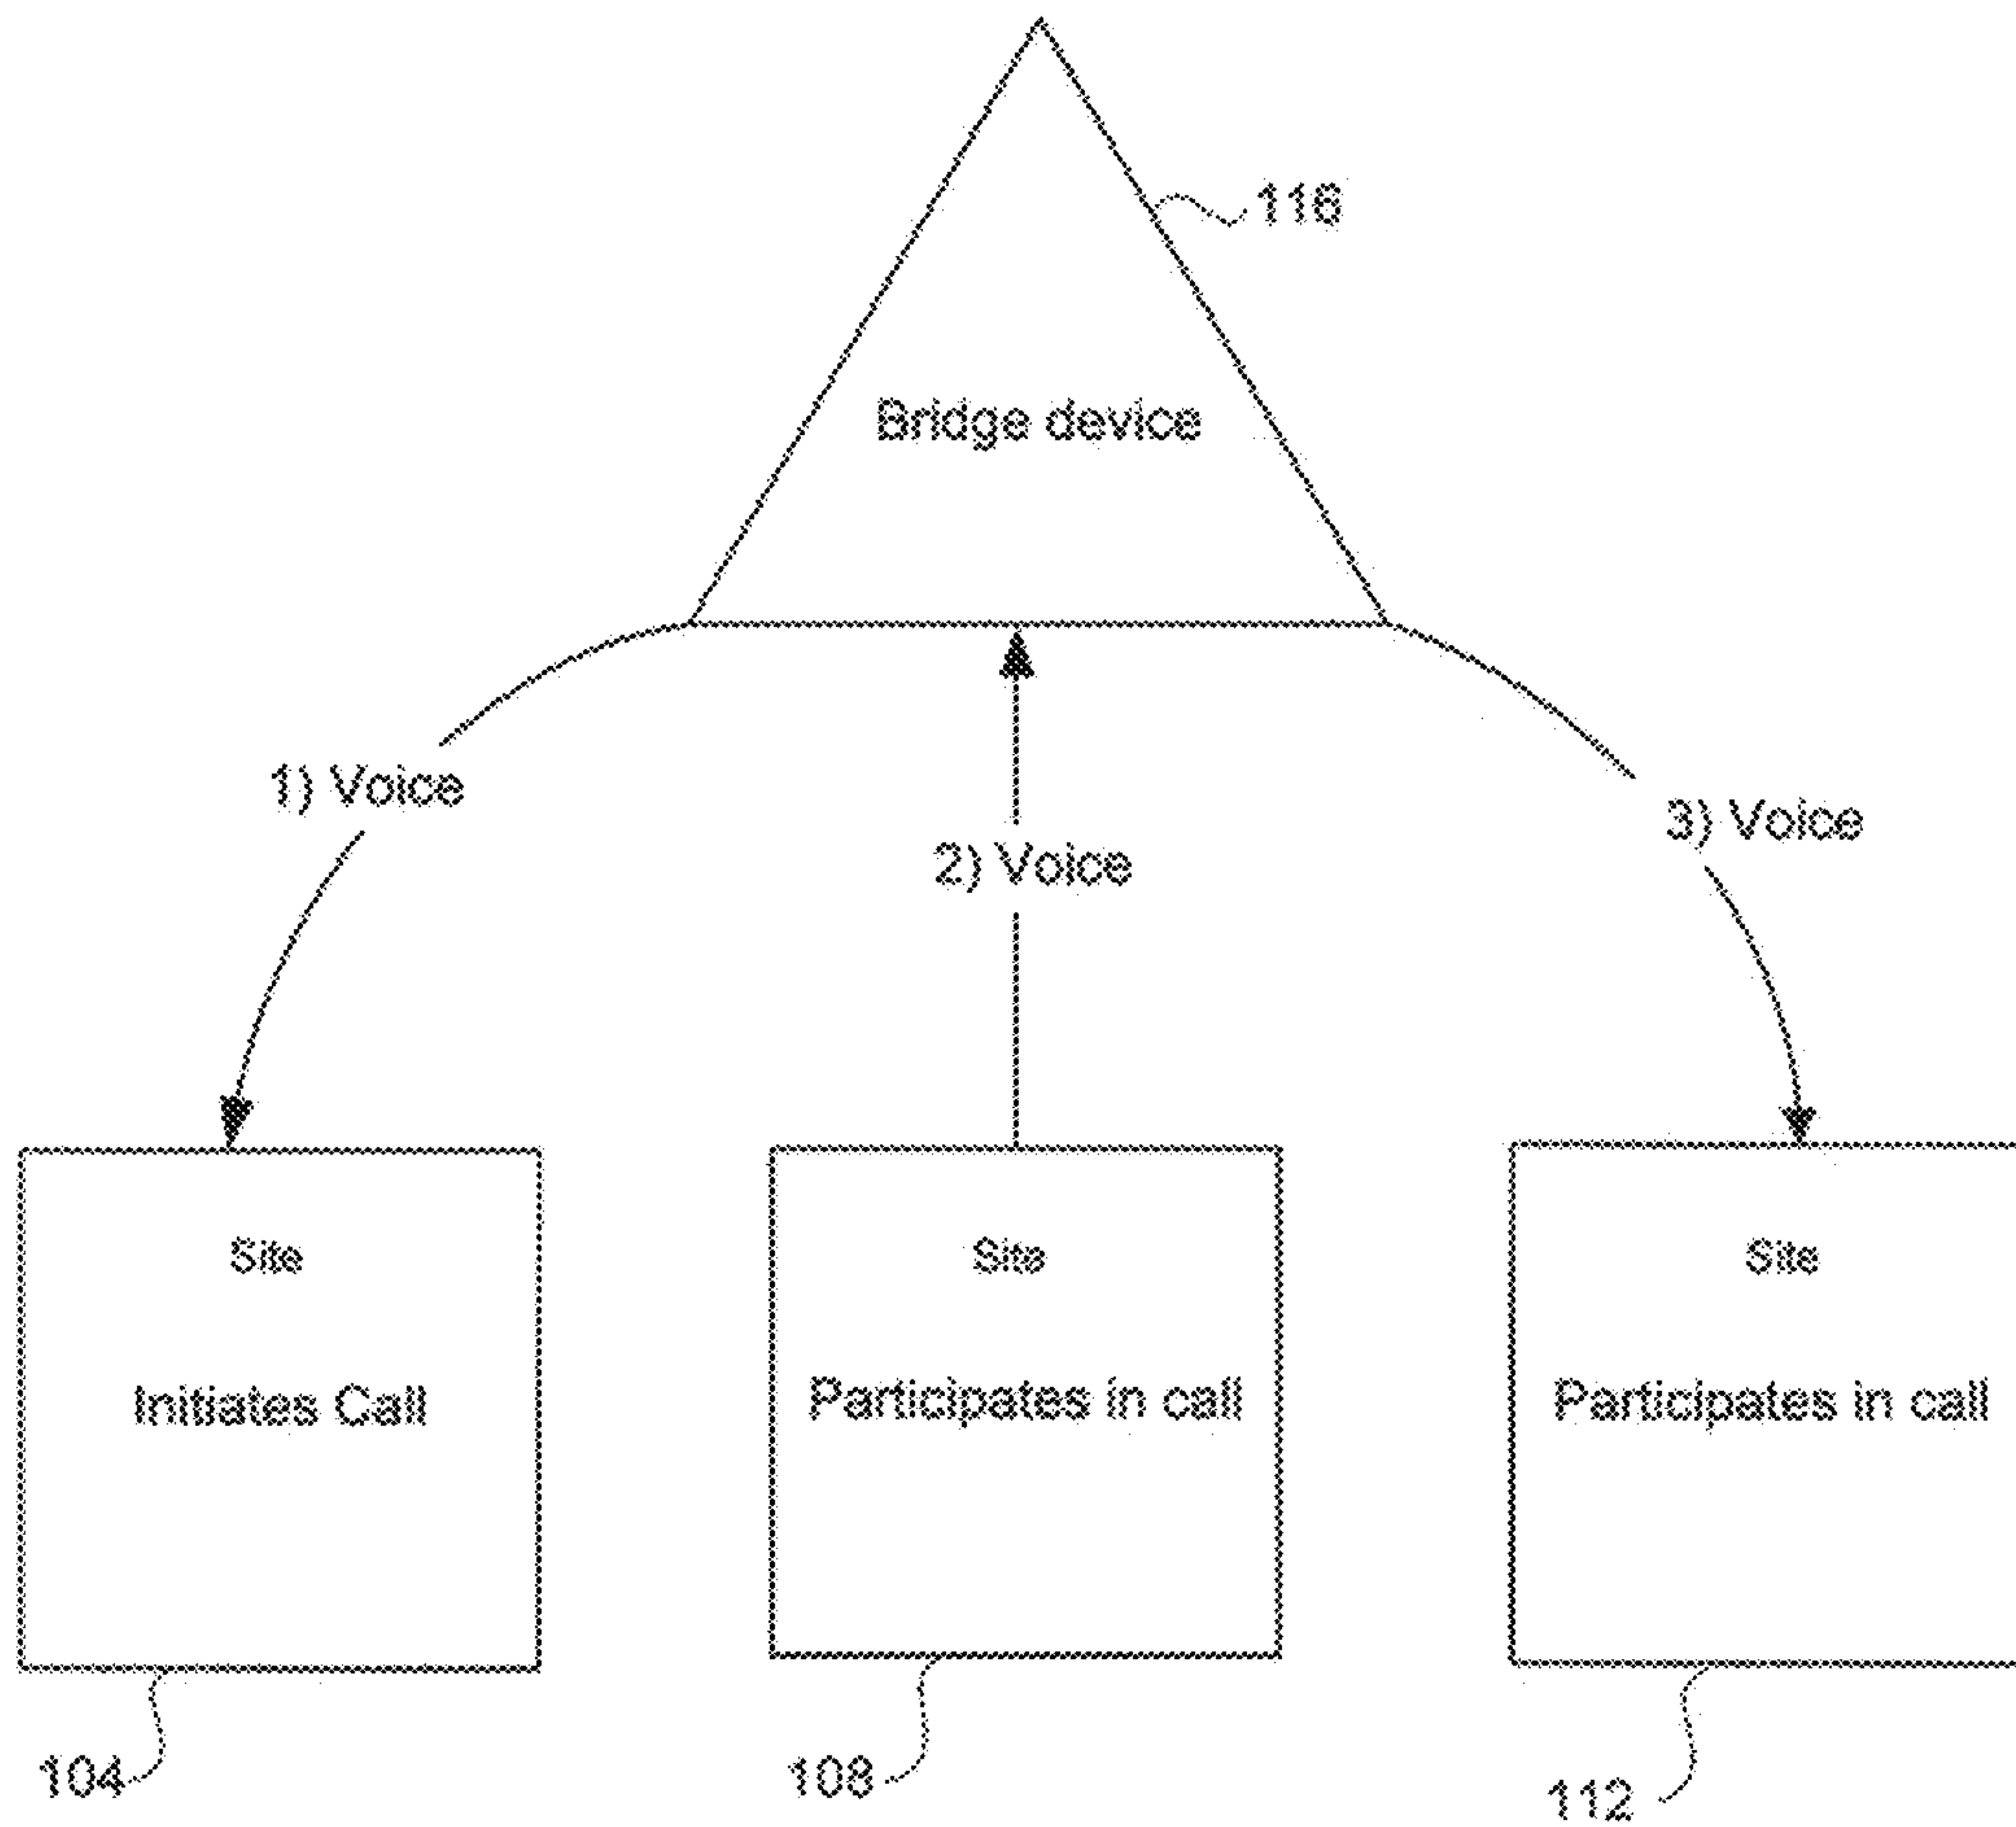 116
Bridge device
1) Voice
3) Voice
2) Voice
Site
Site
Site
Initiates Call
Participates in call
Participates in call
104
108
112